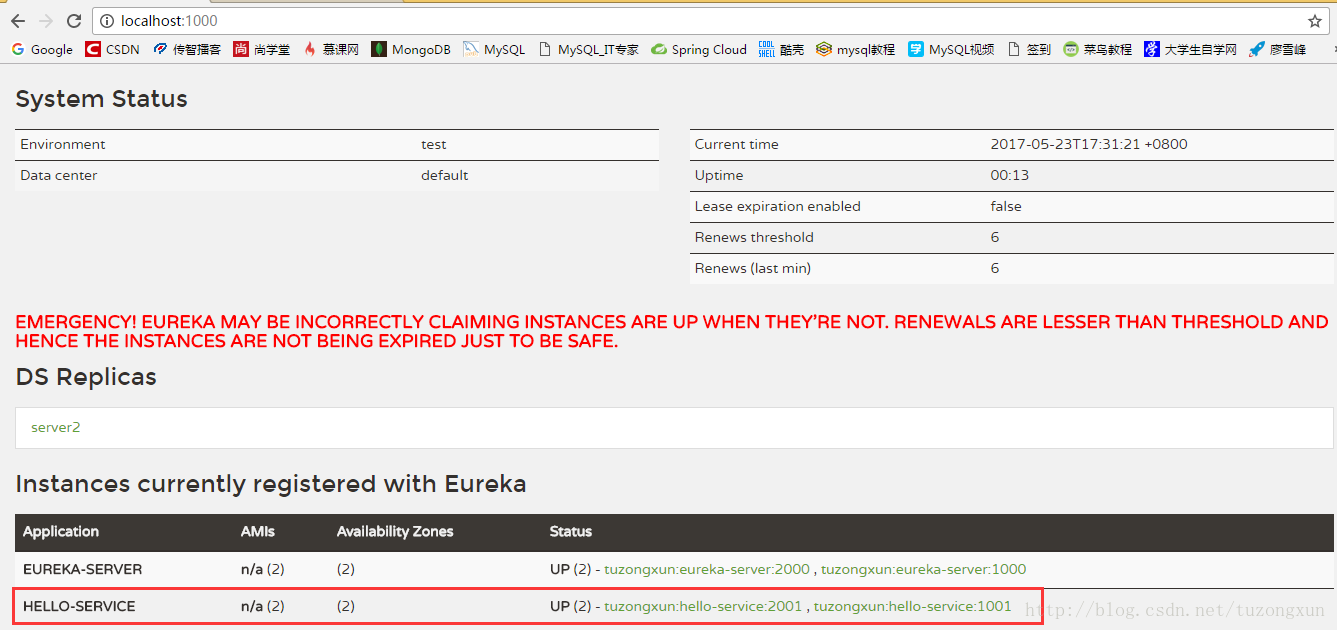 localhost:1000
Google CSDN 传智播客 尚 尚学堂 慕课网 MongoDB MySQL MySQL_IT专家 Spring Cloud COOL SHELL 酷壳 mysql教程 MySQL视频 签到 菜鸟教程 大学生自学网 廖雪峰
System Status
Environment test
Data center default
Current time 2017-05-23T17:31:21 +0800
Uptime 00:13
Lease expiration enabled false
Renews threshold 6
Renews (last min) 6
EMERGENCY! EUREKA MAY BE INCORRECTLY CLAIMING INSTANCES ARE UP WHEN THEY'RE NOT. RENEWALS ARE LESSER THAN THRESHOLD AND
HENCE THE INSTANCES ARE NOT BEING EXPIRED JUST TO BE SAFE.
DS Replicas
server2
Instances currently registered with Eureka
Application AMIs Availability Zones Status
EUREKA-SERVER n/a (2) (2) UP (2) - tuzongxun:eureka-server:2000 , tuzongxun:eureka-server:1000
HELLO-SERVICE n/a (2) (2) UP (2) - tuzongxun:hello-service:2001 , tuzongxun:hello-service:1001
http://blog.csdn.net/tuzongxun